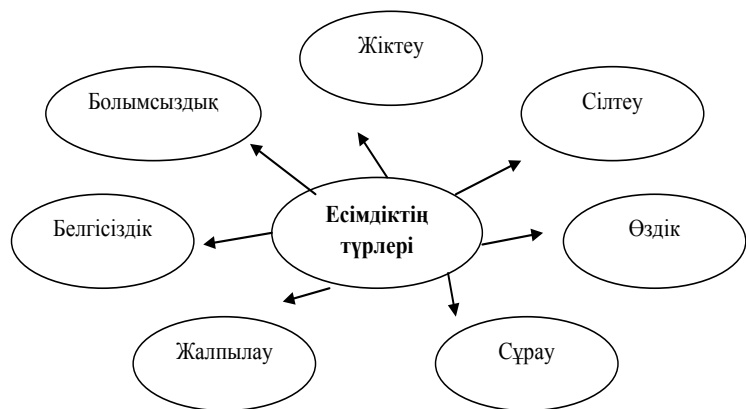 Жіктеу
Болымсыздық
Сілтеу
Есімдіктің
түрлері
Белгісіздік
Өздік
Жалпылау
Сұрау